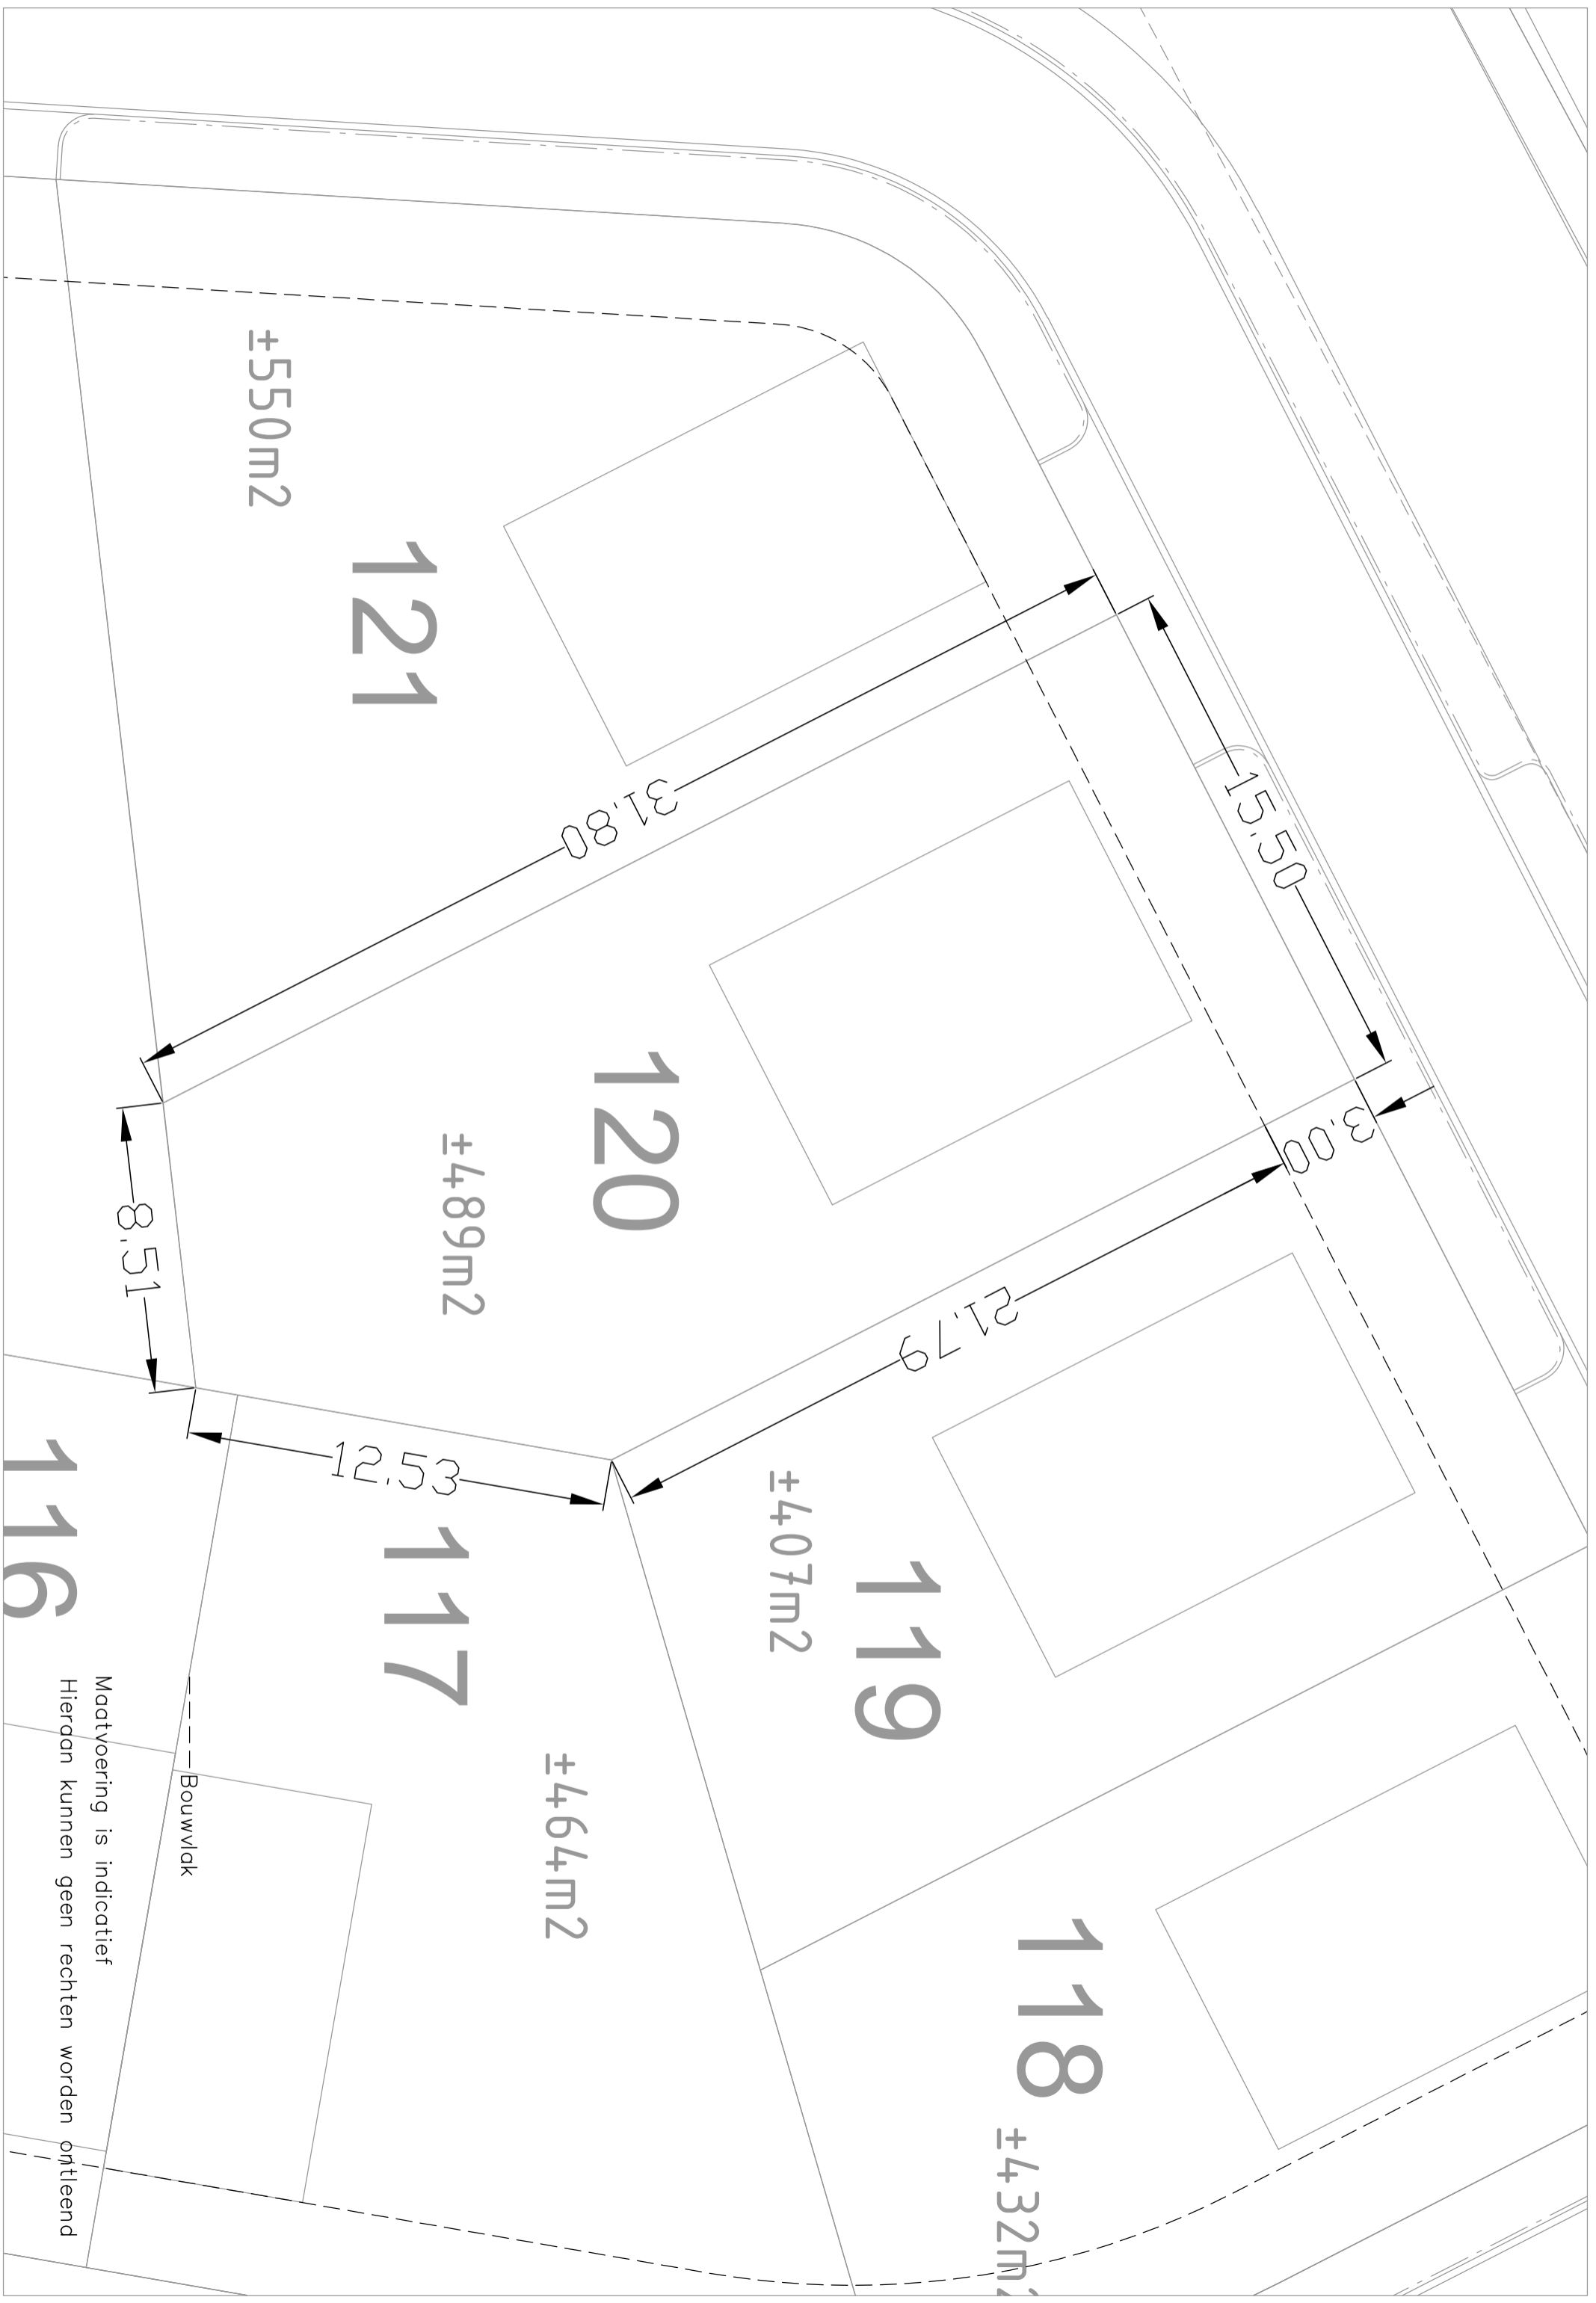 ±550m2
121
31.80
15.50
120
±489m2
8.51
3.00
21.79
12.53
119
±407m2
116
117
±464m2
118
±432m2
Bouwvlak
Maatvoering is indicatief
Hieraan kunnen geen rechten worden ontleend